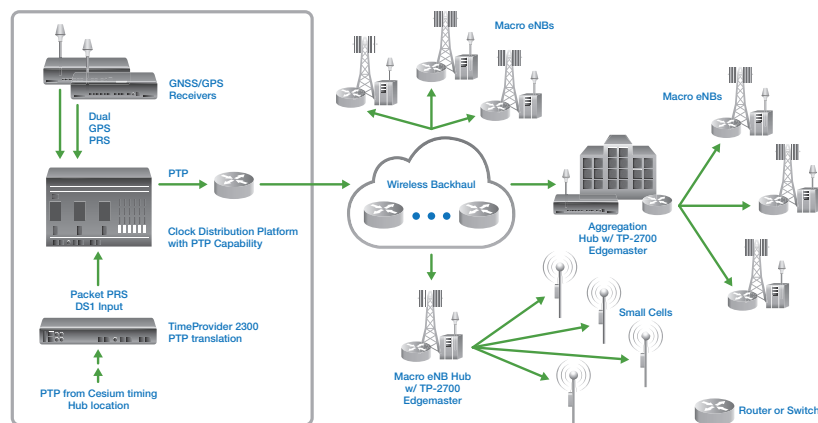 GNSS/GPS
Receivers
Dual
GPS
PRS
PTP
Clock Distribution Platform
with PTP Capability
Packet PRS
DS1 Input
TimeProvider 2300
PTP translation
PTP from Cesium timing
Hub location
Macro eNBs
Wireless Backhaul
Macro eNBs
Aggregation
Hub w/ TP-2700
Edgemaster
Small Cells
Macro eNB Hub
w/ TP-2700
Edgemaster
Router or Switch